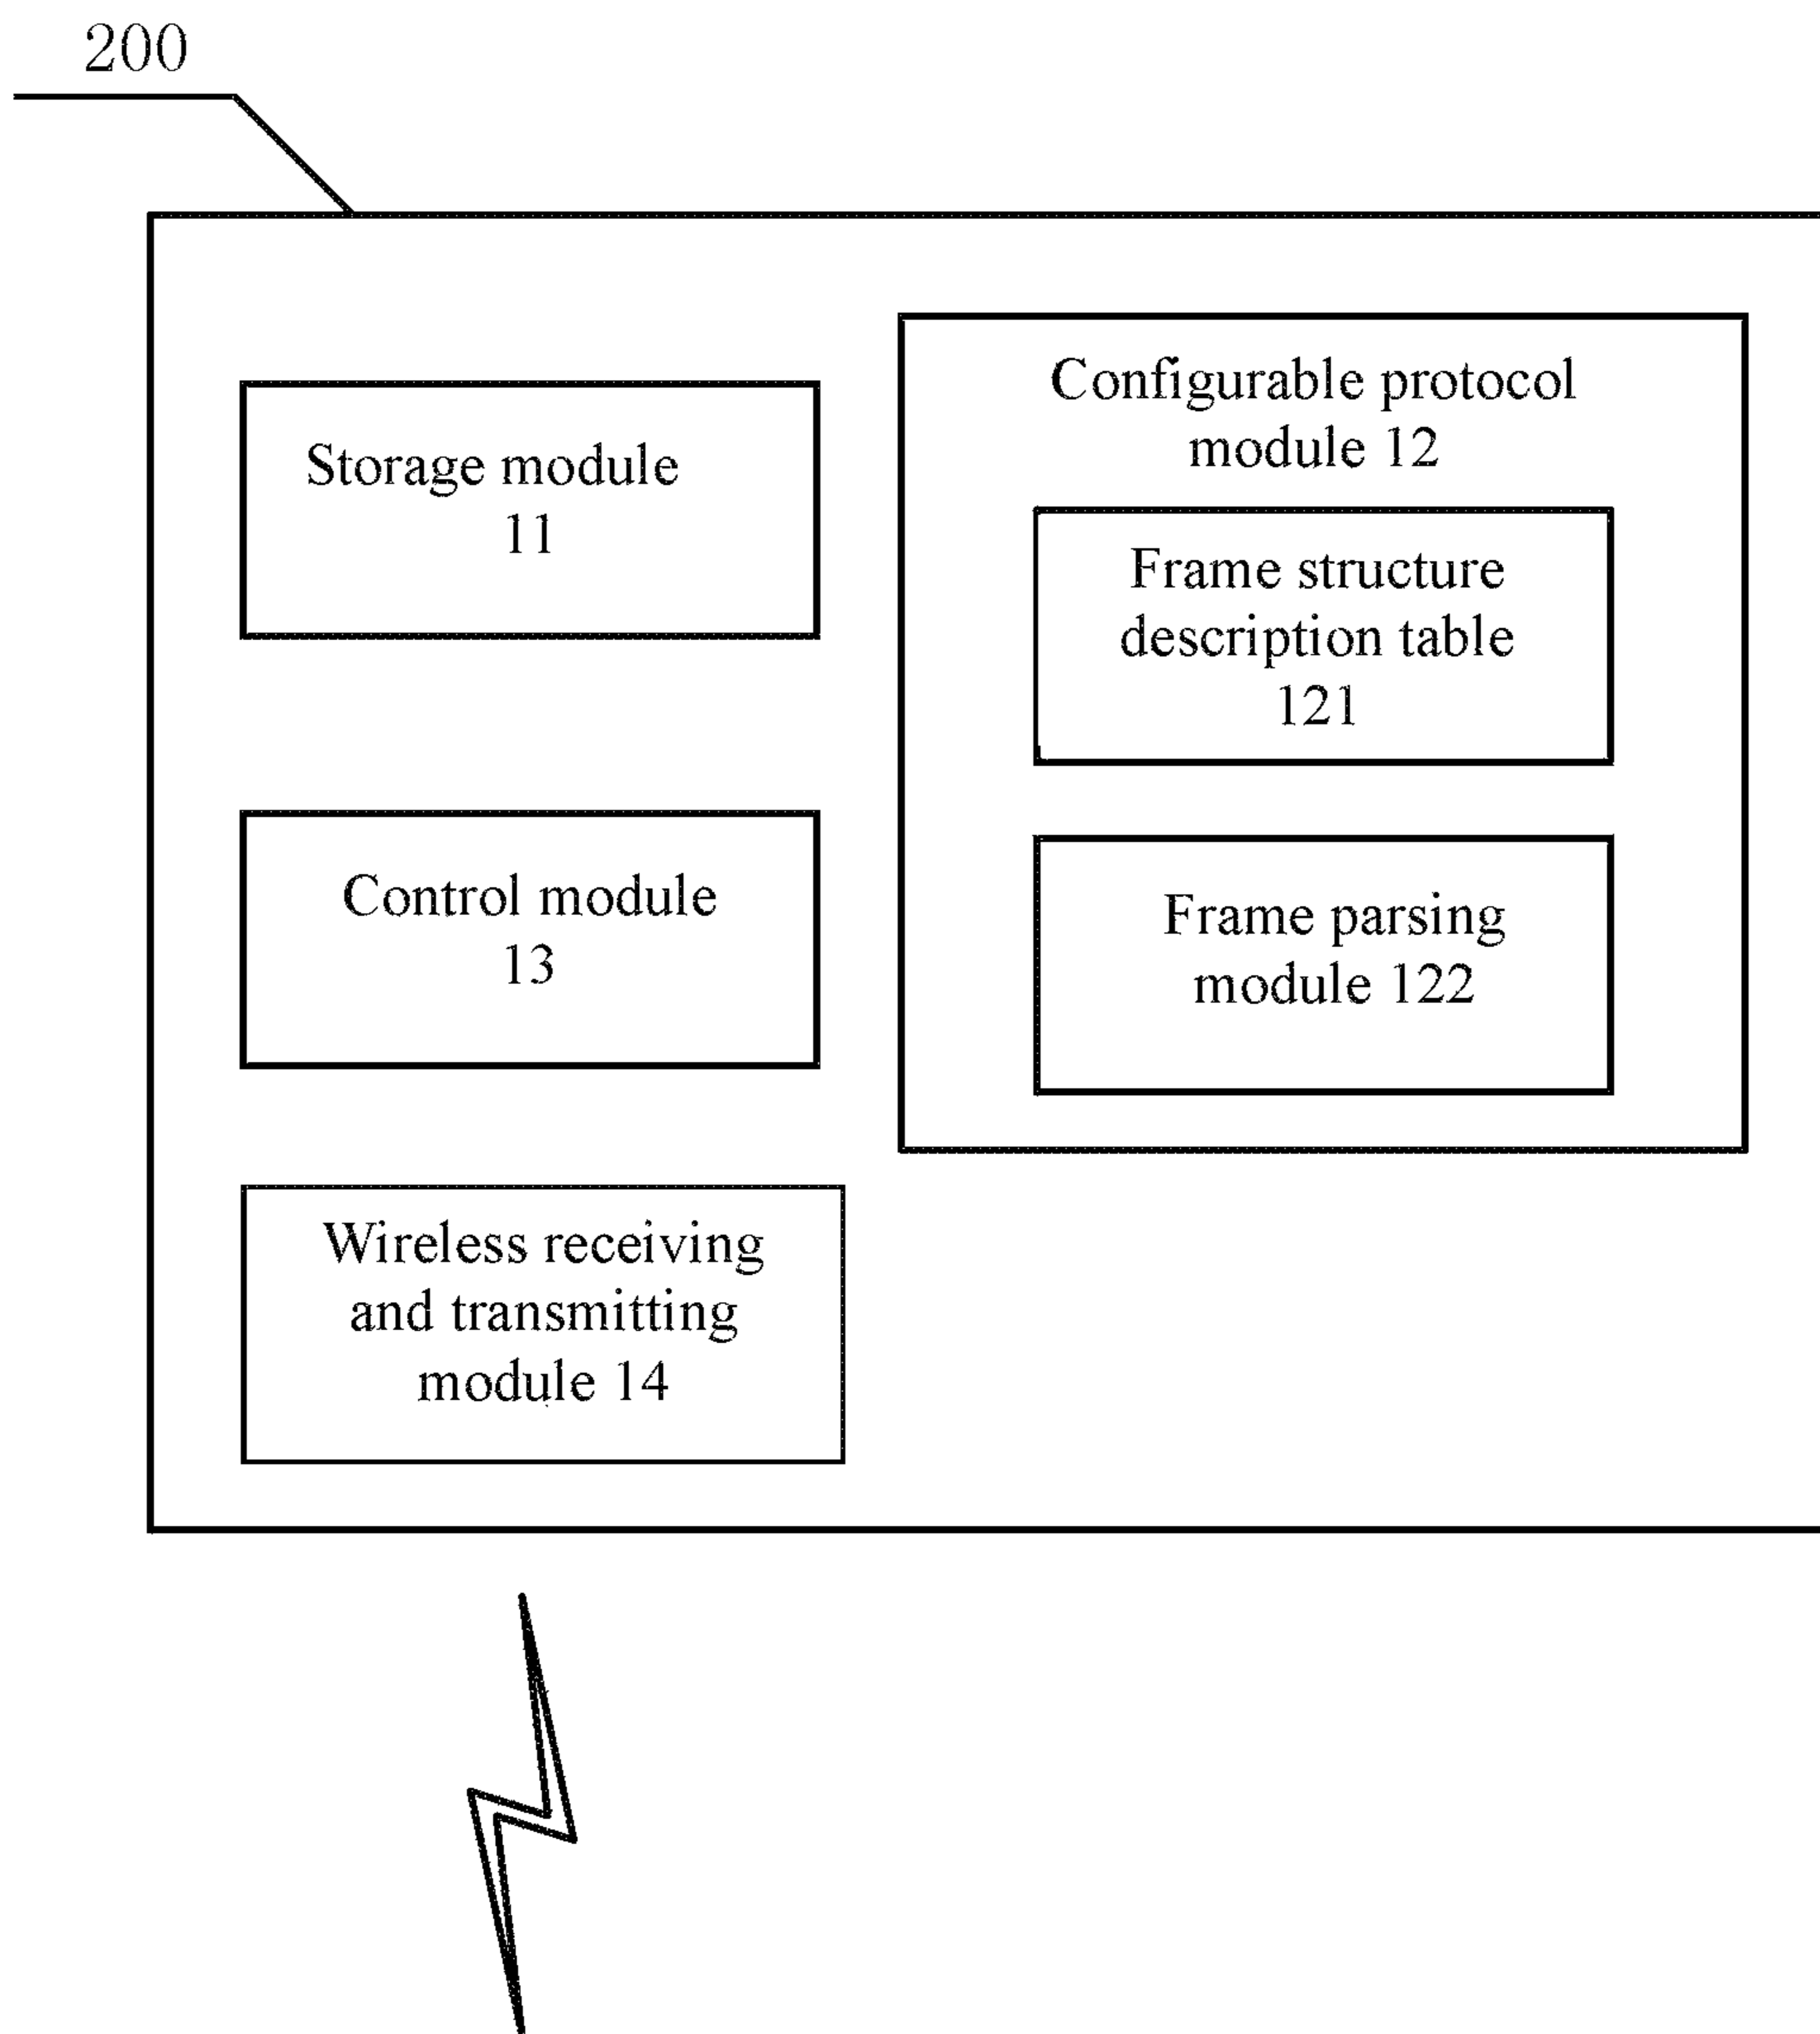 200
Storage module
11
Configurable protocol
module 12
Frame structure
description table
121
Control module
13
Frame parsing
module 122
Wireless receiving
and transmitting
module 14